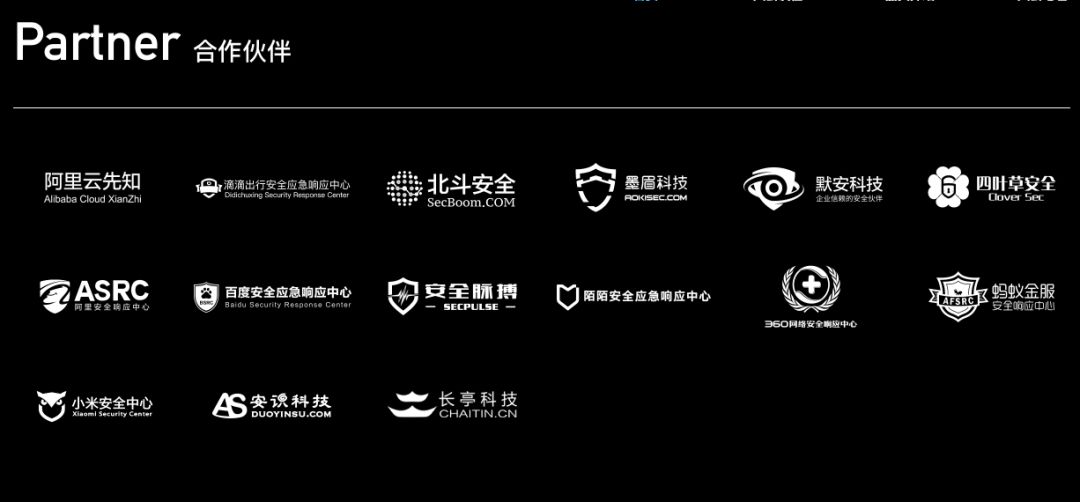 Partner 合作伙伴
阿里云先知
Alibaba Cloud XianZhi
滴滴出行安全应急响应中心
Didichuxing Security Response Center
北斗安全
SecBoom.COM
墨眉科技
AOKISEC.COM
默安科技
企业信赖的安全伙伴
四叶草安全
Clover Sec
ASRC
阿里安全响应中心
BSRC
百度安全应急响应中心
Baidu Security Response Center
安全脉搏
SECPULSE
陌陌安全应急响应中心
360网络安全响应中心
AFSRC
蚂蚁金服
安全响应中心
小米安全中心
Xiaomi Security Center
AS
安识科技
DUOYINSU.COM
长亭科技
CHAITIN.CN